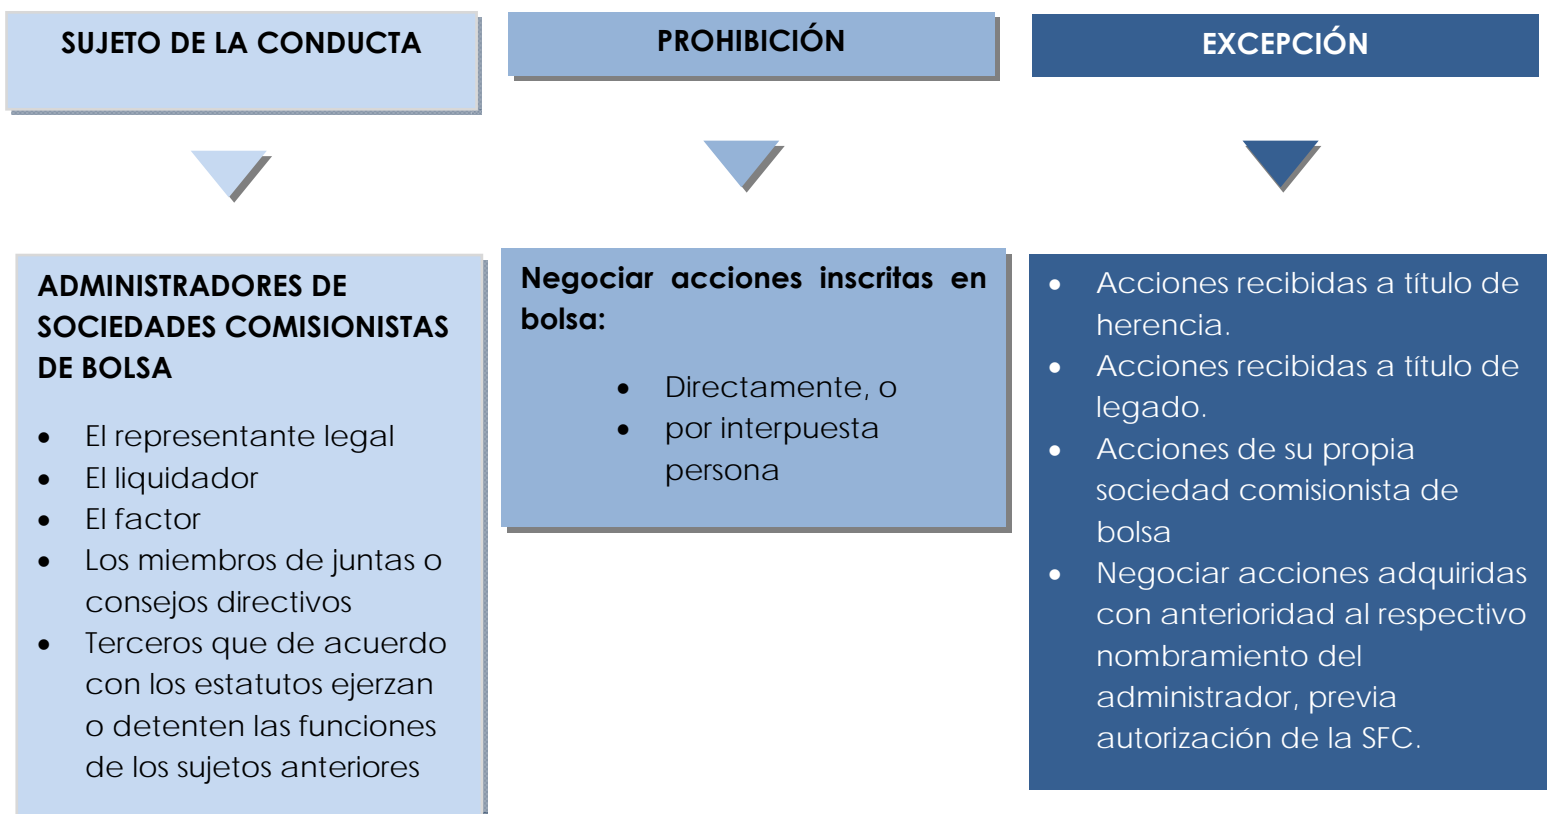 SUJETO DE LA CONDUCTA
PROHIBICIÓN
EXCEPCIÓN
ADMINISTRADORES DE
SOCIEDADES COMISIONISTAS
DE BOLSA
• El representante legal
• El liquidador
• El factor
• Los miembros de juntas o
consejos directivos
• Terceros que de acuerdo
con los estatutos ejerzan
o detenten las funciones
de los sujetos anteriores
Negociar acciones inscritas en
bolsa:
• Directamente, o
• por interpuesta
persona
• Acciones recibidas a título de
herencia.
• Acciones recibidas a título de
legado.
• Acciones de su propia
sociedad comisionista de
bolsa
• Negociar acciones adquiridas
con anterioridad al respectivo
nombramiento del
administrador, previa
autorización de la SFC.